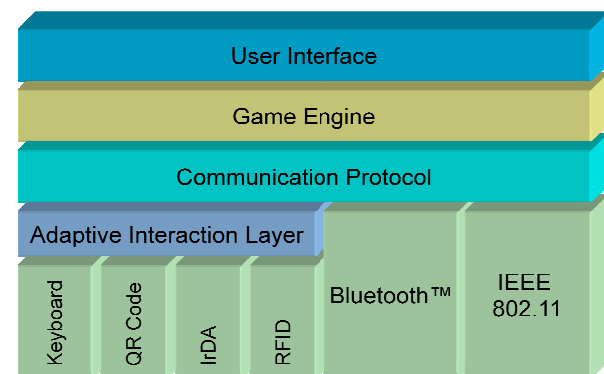 User Interface
Game Engine
Communication Protocol
Adaptive Interaction Layer
Keyboard
QR Code
IrDA
RFID
Bluetooth™
IEEE
802.11